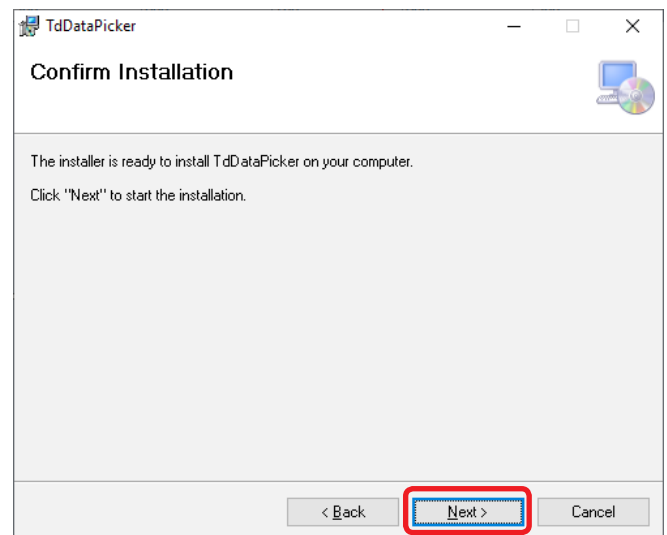 TdDataPicker
Confirm Installation
The installer is ready to install TdDataPicker on your computer.
Click "Next" to start the installation.
< Back
Next >
Cancel